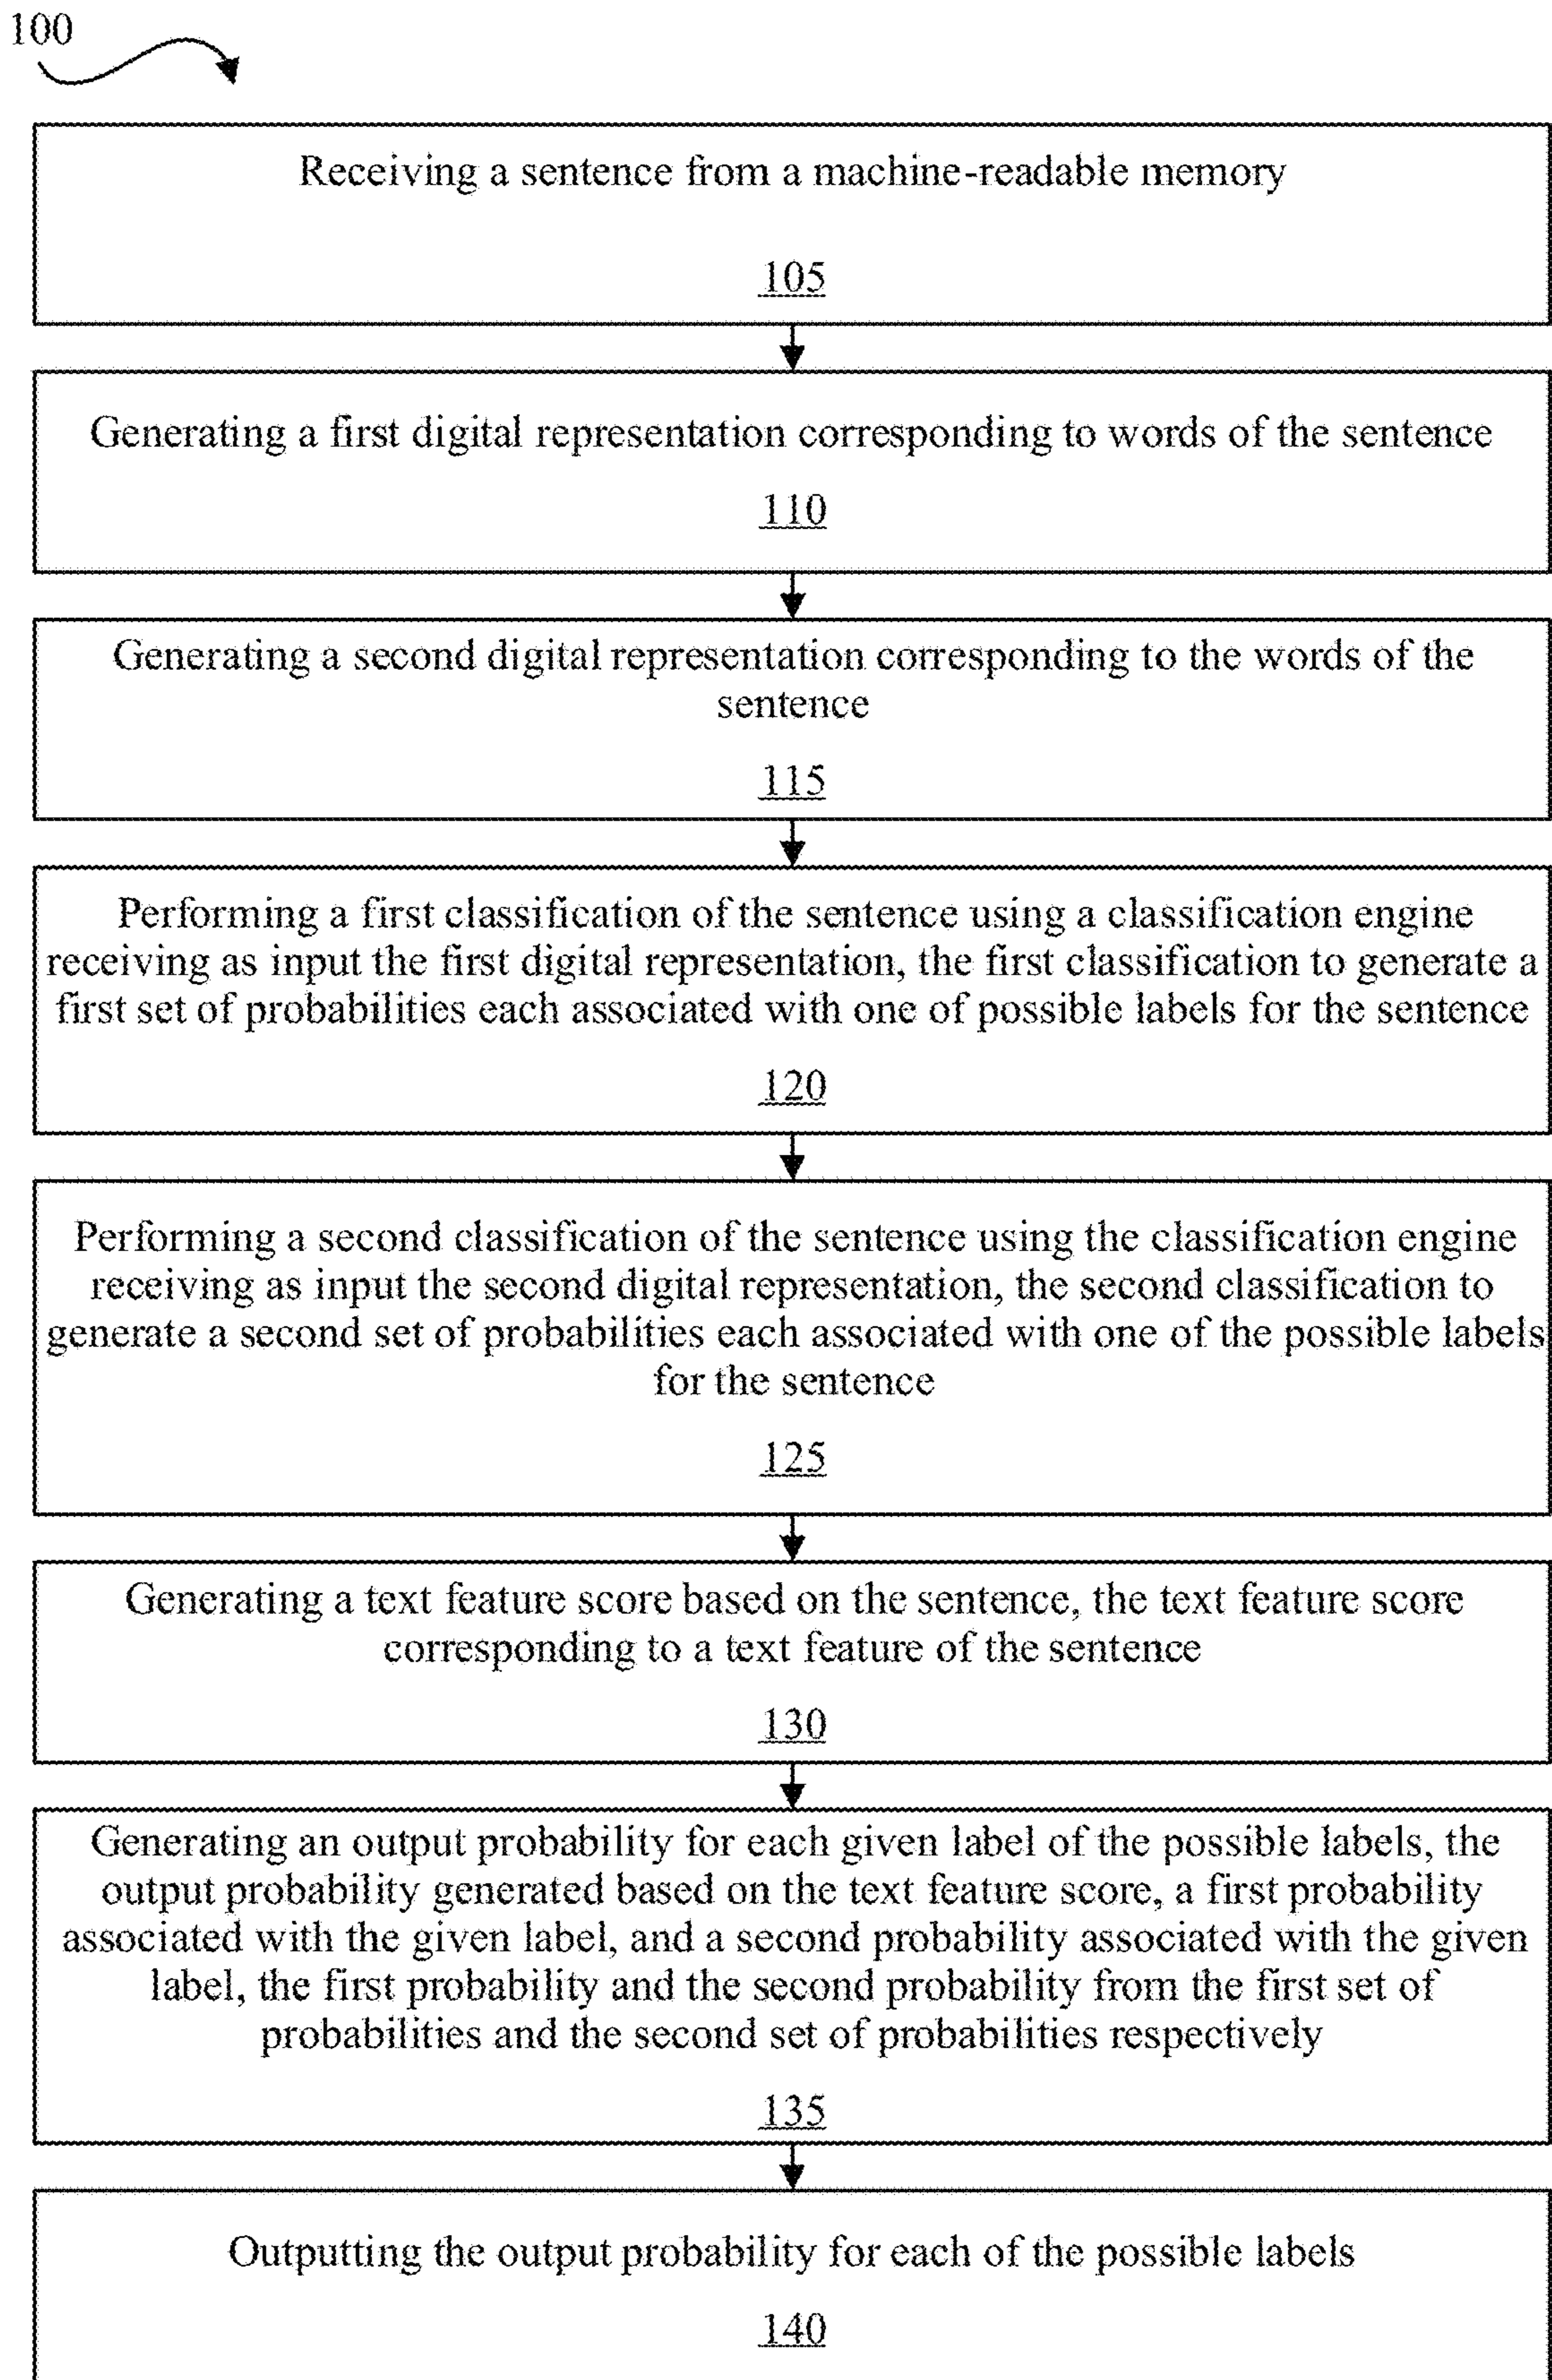 100
Receiving a sentence from a machine-readable memory
105
Generating a first digital representation corresponding to words of the sentence
110
Generating a second digital representation corresponding to the words of the
sentence
115
Performing a first classification of the sentence using a classification engine
receiving as input the first digital representation, the first classification to generate a
first set of probabilities each associated with one of possible labels for the sentence
120
Performing a second classification of the sentence using the classification engine
receiving as input the second digital representation, the second classification to
generate a second set of probabilities each associated with one of the possible labels
for the sentence
125
Generating a text feature score based on the sentence, the text feature score
corresponding to a text feature of the sentence
130
Generating an output probability for each given label of the possible labels, the
output probability generated based on the text feature score, a first probability
associated with the given label, and a second probability associated with the given
label, the first probability and the second probability from the first set of
probabilities and the second set of probabilities respectively
135
Outputting the output probability for each of the possible labels
140